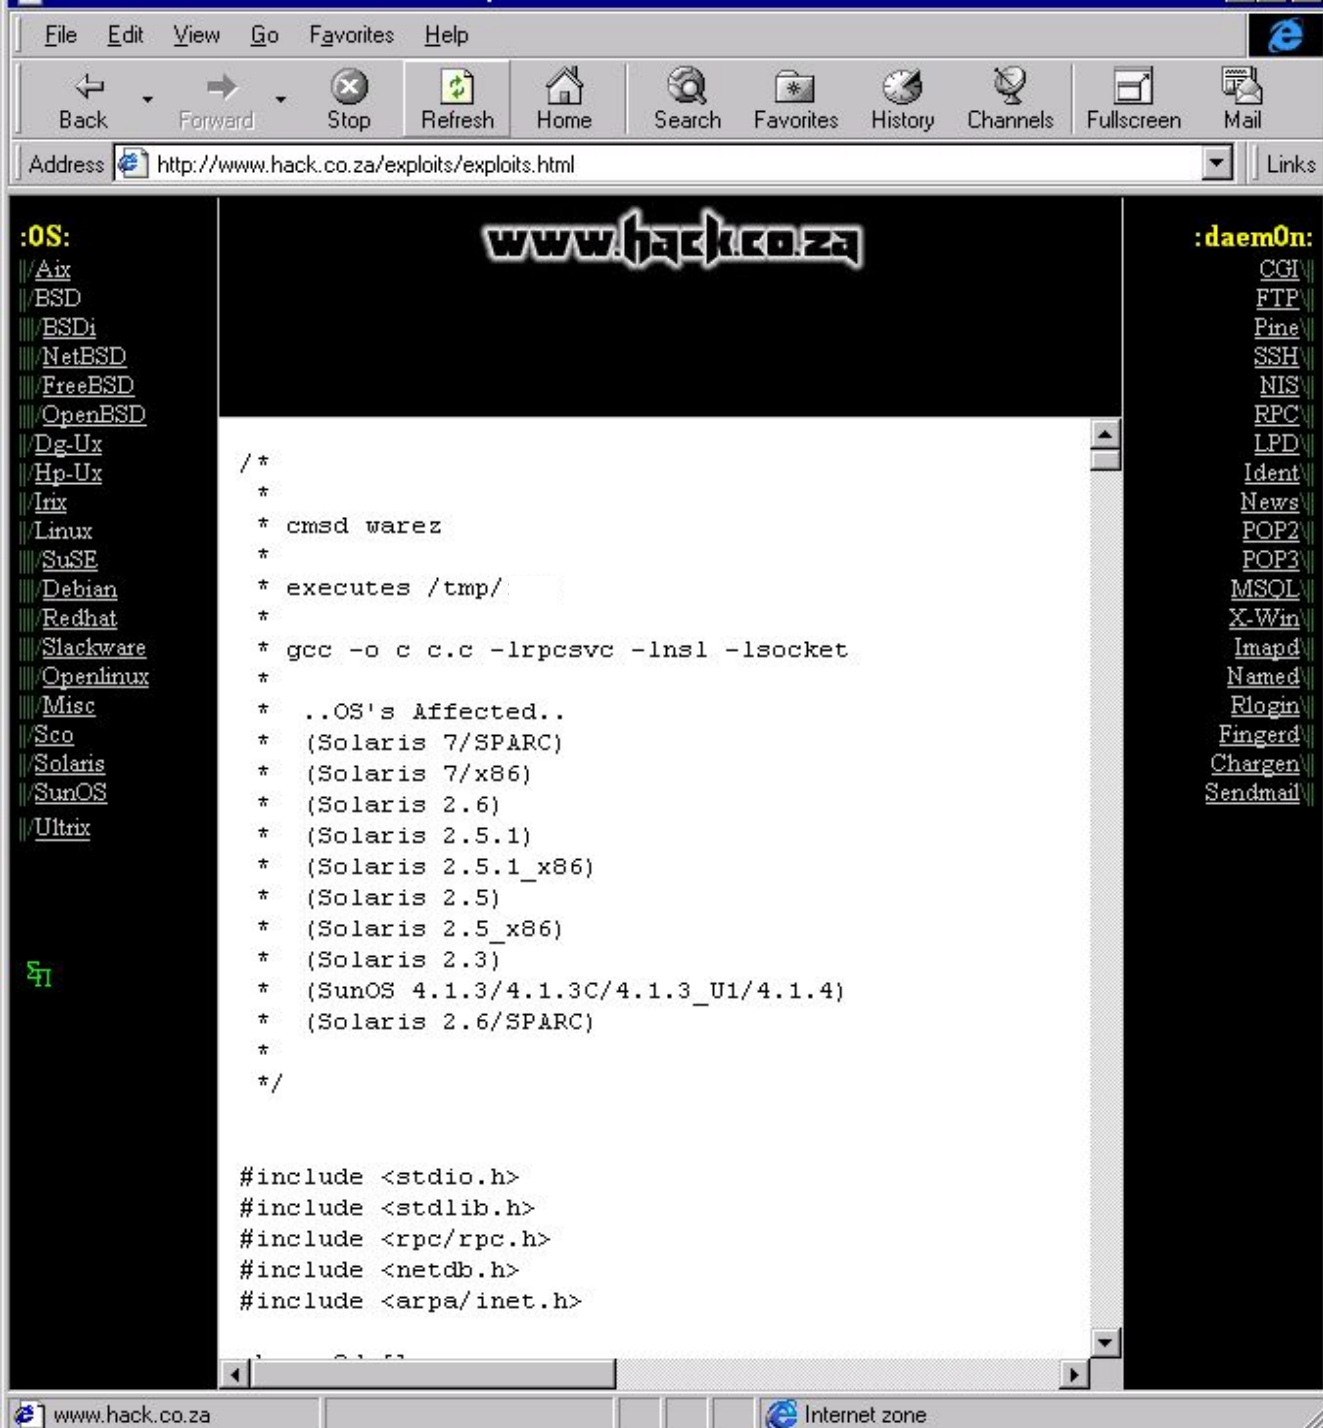 File Edit View Go Favorites Help
Back Forward Stop Refresh Home Search Favorites History Channels Fullscreen Mail
Address http://www.hack.co.za/exploits/exploits.html Links
:0S:
||/Aix
||/BSD
||||/BSDi
||||/NetBSD
||||/FreeBSD
||||/OpenBSD
||/Dg-Ux
||/Hp-Ux
||/Irix
||/Linux
||||/SuSE
||||/Debian
||||/Redhat
||||/Slackware
||||/Openlinux
||||/Misc
||/Sco
||/Solaris
||/SunOS
||/Ultrix
www.hack.co.za
/*
*
* cmsd warez
*
* executes /tmp/
*
* gcc -o c c.c -lrpcsvc -lnsl -lsocket
*
* ..OS's Affected..
* (Solaris 7/SPARC)
* (Solaris 7/x86)
* (Solaris 2.6)
* (Solaris 2.5.1)
* (Solaris 2.5.1_x86)
* (Solaris 2.5)
* (Solaris 2.5_x86)
* (Solaris 2.3)
* (SunOS 4.1.3/4.1.3C/4.1.3_U1/4.1.4)
* (Solaris 2.6/SPARC)
*
*/
#include <stdio.h>
#include <stdlib.h>
#include <rpc/rpc.h>
#include <netdb.h>
#include <arpa/inet.h>
:daem0n:
CGI\||
FTP\||
Pine\||
SSH\||
NIS\||
RPC\||
LPD\||
Ident\||
News\||
POP2\||
POP3\||
MSQL\||
X-Win\||
Imapd\||
Named\||
Rlogin\||
Fingerd\||
Chargen\||
Sendmail\||
www.hack.co.za
Internet zone